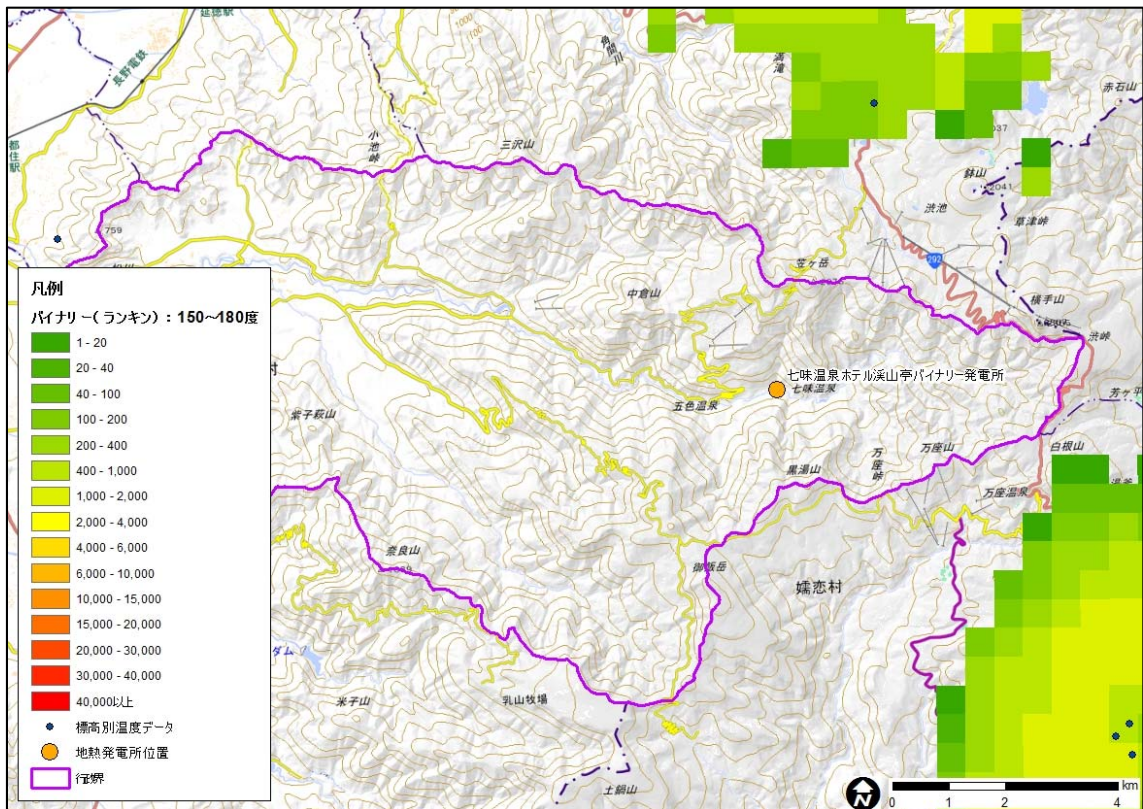 延徳駅
長野電鉄
都住駅
角間川
満滝
赤石山
小池峠
三沢山
鉢山
2041
渋池
草津峠
759
292
笠ヶ岳
中倉山
横手山
渋峠
七味温泉ホテル渓山亭バイナリー発電所
七味温泉
五色温泉
芳ヶ平
村
紫子萩山
万座峠
万座山
白根山
黒湯山
万座温泉
奈良山
御飯岳
嬬恋村
ダム
米子山
乳山牧場
土鍋山
凡例
バイナリー(ランキン)：150～180度
1 - 20
20 - 40
40 - 100
100 - 200
200 - 400
400 - 1,000
1,000 - 2,000
2,000 - 4,000
4,000 - 6,000
6,000 - 10,000
10,000 - 15,000
15,000 - 20,000
20,000 - 30,000
30,000 - 40,000
40,000以上
標高別温度データ
地熱発電所位置
行政界
N
km
0 1 2 4